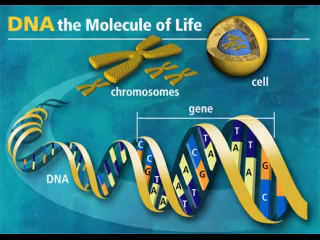 DNA the Molecule of Life
cell
chromosomes
gene
DNA